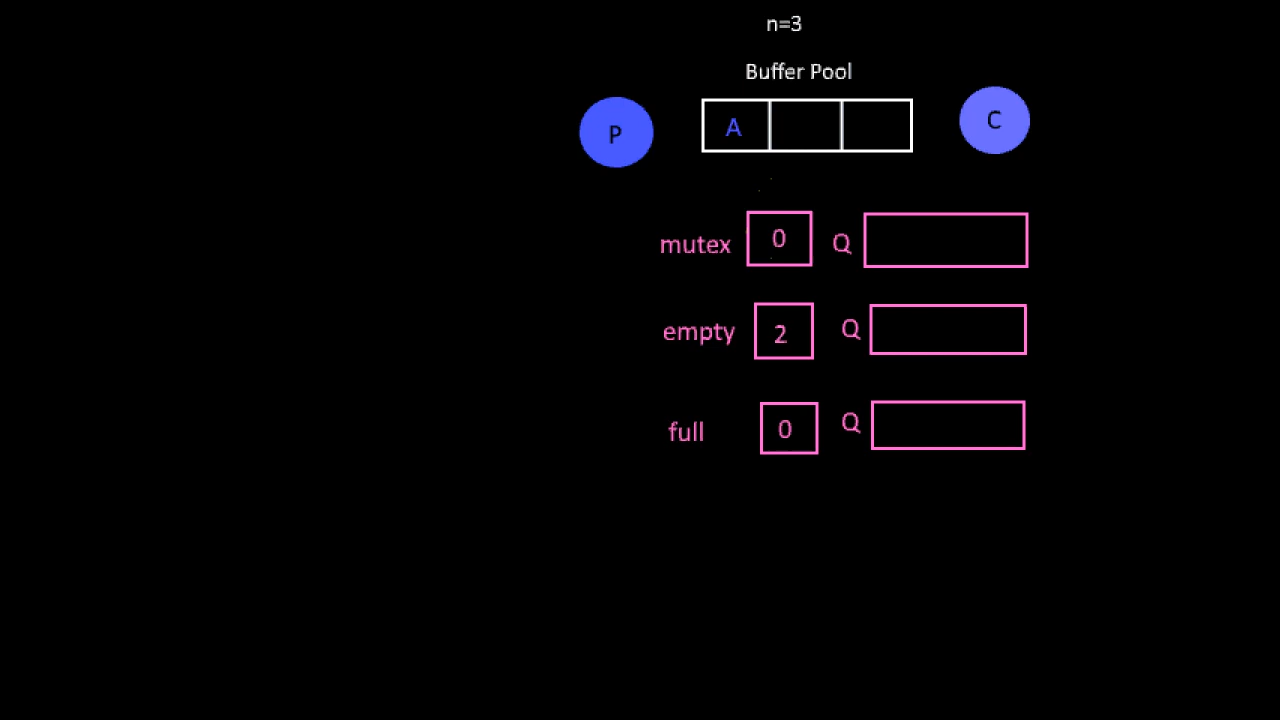 n=3
Buffer Pool
P A C
mutex 0 Q
empty 2 Q
full 0 Q